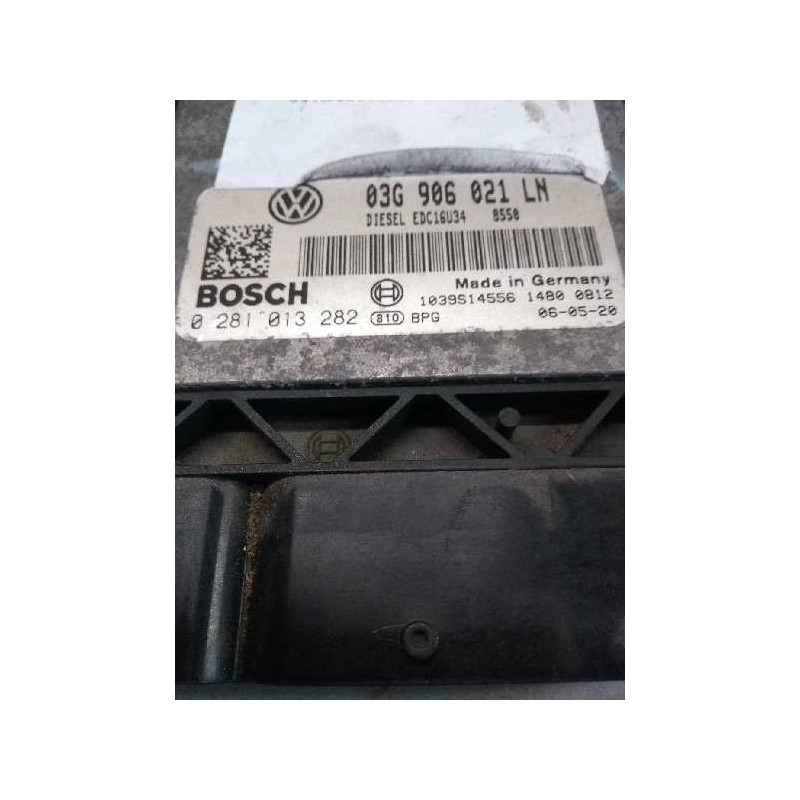 03G 906 021 LN
DIESEL EDC16U34 8550
Made in Germany
BOSCH
1039S14556 1480 0812
0 281 013 282 810 BPG
06-05-20